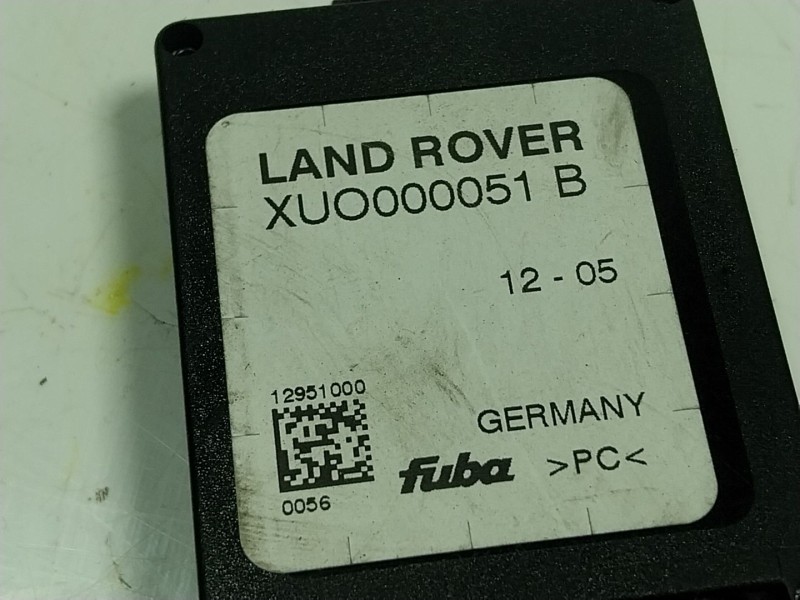 LAND ROVER
XUO000051 B
12 - 05
12951000
0056
GERMANY
fuba >PC<